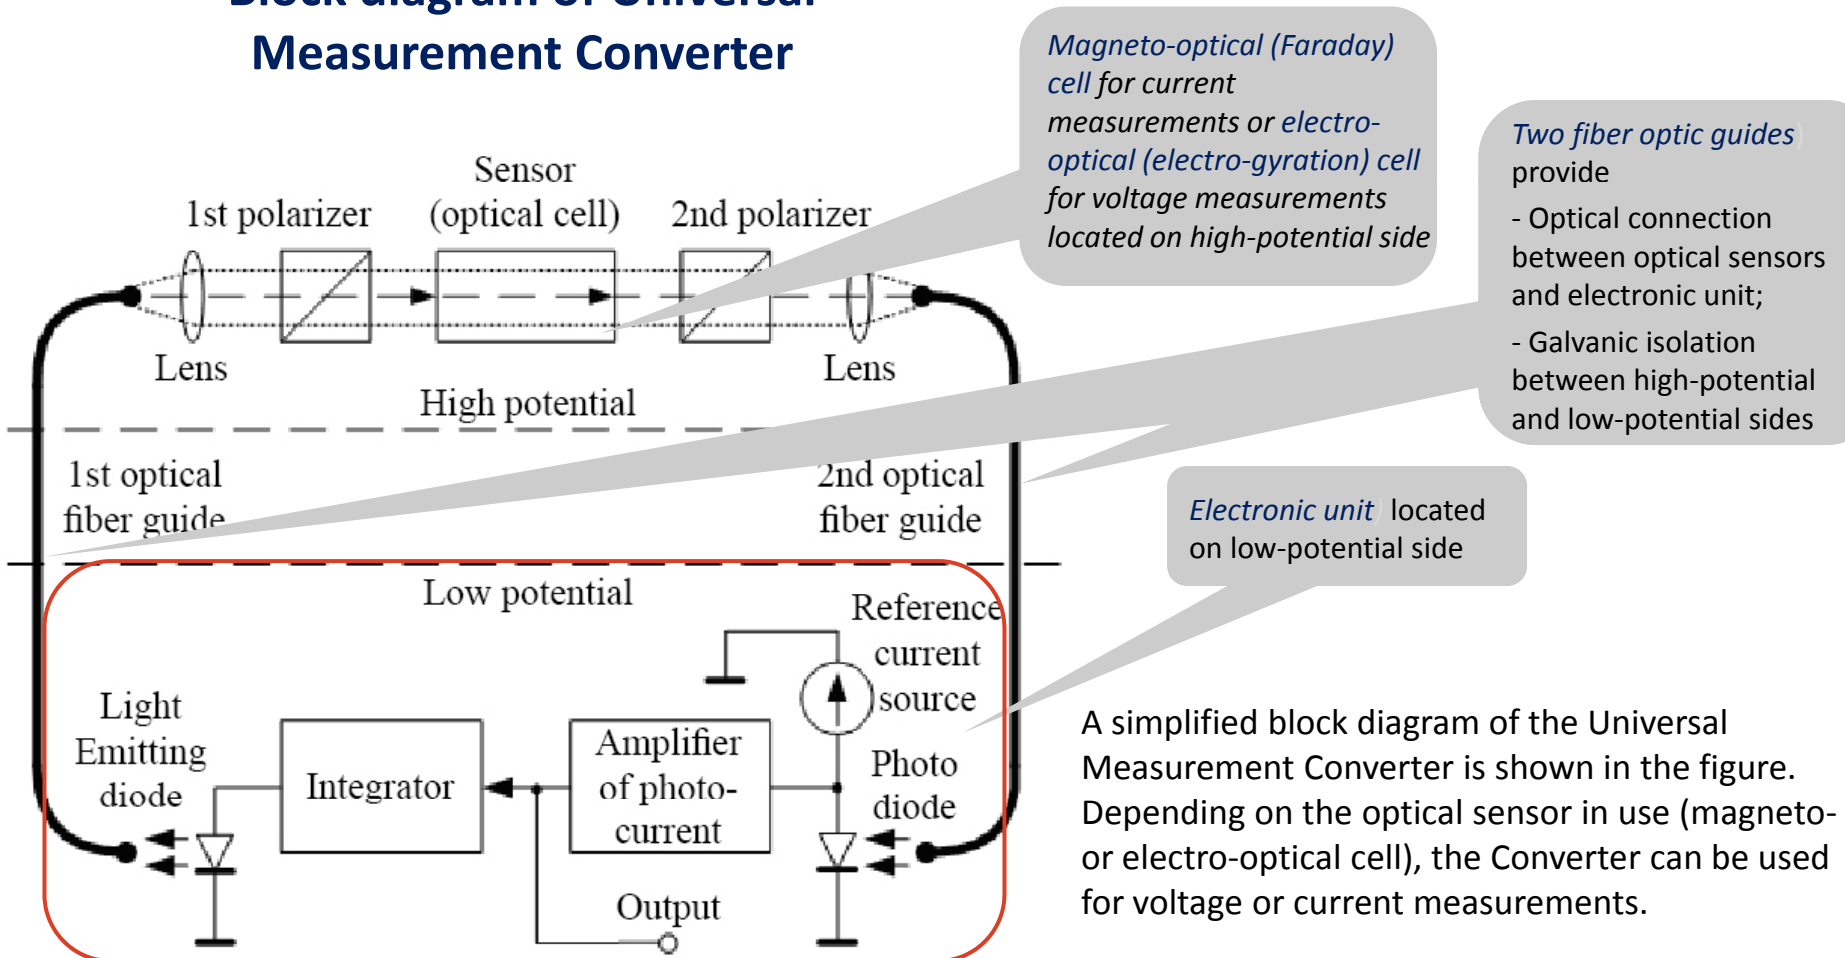 Block diagram of Universal
Measurement Converter
Magneto-optical (Faraday)
cell for current
measurements or electro-
optical (electro-gyration) cell
for voltage measurements
located on high-potential side
Two fiber optic guides)
provide
- Optical connection
between optical sensors
and electronic unit;
- Galvanic isolation
between high-potential
and low-potential sides
Sensor
(optical cell)
1st polarizer
2nd polarizer
Lens
Lens
High potential
1st optical
fiber guide
2nd optical
fiber guide
Electronic unit) located
on low-potential side
Low potential
Reference
current
source
Light
Emitting
diode
Integrator
Amplifier
of photo-
current
Photo
diode
Output
A simplified block diagram of the Universal
Measurement Converter is shown in the figure.
Depending on the optical sensor in use (magneto-
or electro-optical cell), the Converter can be used
for voltage or current measurements.